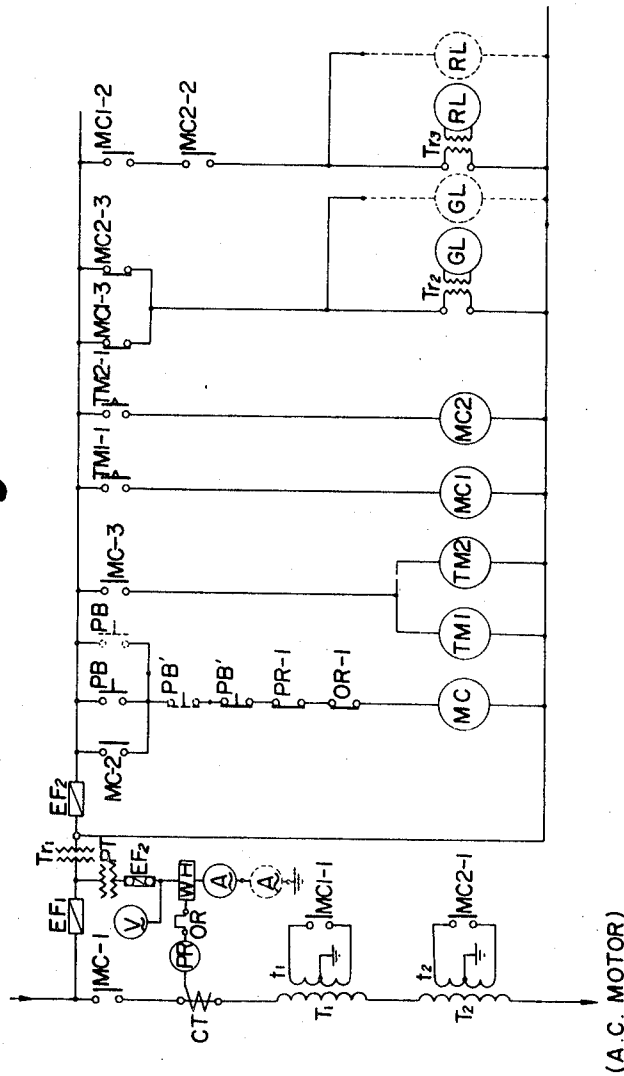 MC1-2
MC2-2
MC2-3
MC1-3
TM2-1
TM1-1
MC-3
PB
PB
PB'
PB'
PR-1
OR-1
MC-2
EF2
Tr1
PT
EF2
EF1
MC-1
V
WH
A
A
OR
PR
CT
t1
MC1-1
T1
t2
MC2-1
T2
MC
TM1
TM2
MC1
MC2
Tr2
GL
GL
Tr3
RL
RL
(A.C. MOTOR)